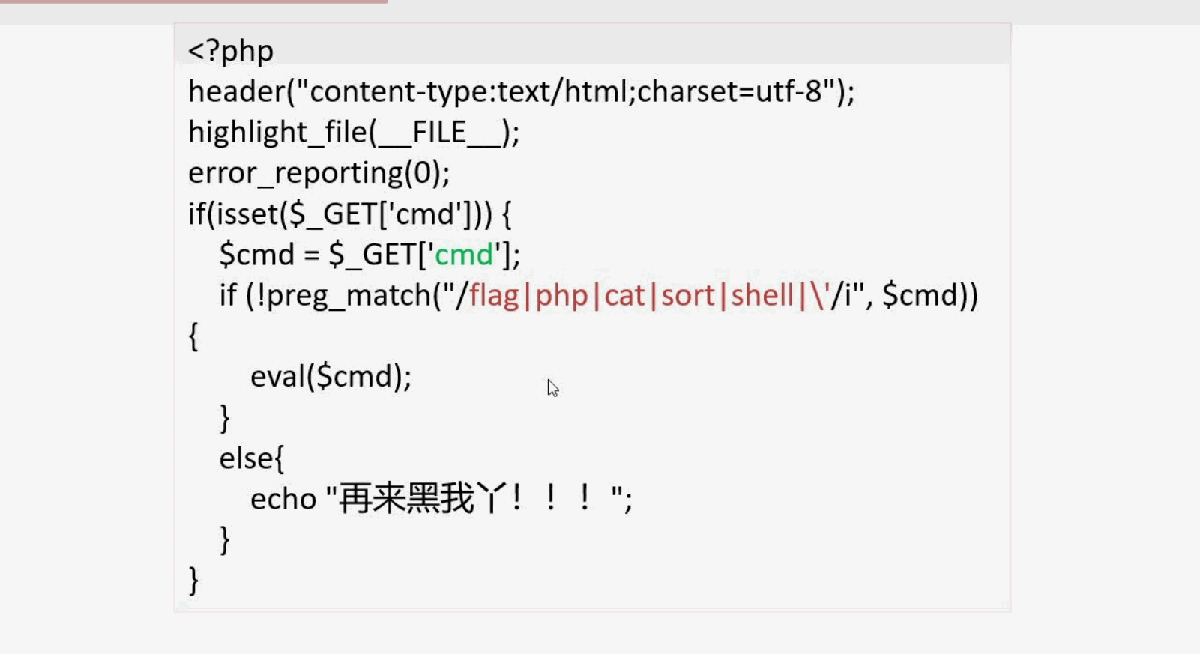 <?php
header("content-type:text/html;charset=utf-8");
highlight_file(__FILE__);
error_reporting(0);
if(isset($_GET['cmd'])) {
$cmd = $_GET['cmd'];
if (!preg_match("/flag|php|cat|sort|shell|\'/i", $cmd))
{
eval($cmd);
}
else{
echo "再来黑我丫！！！";
}
}